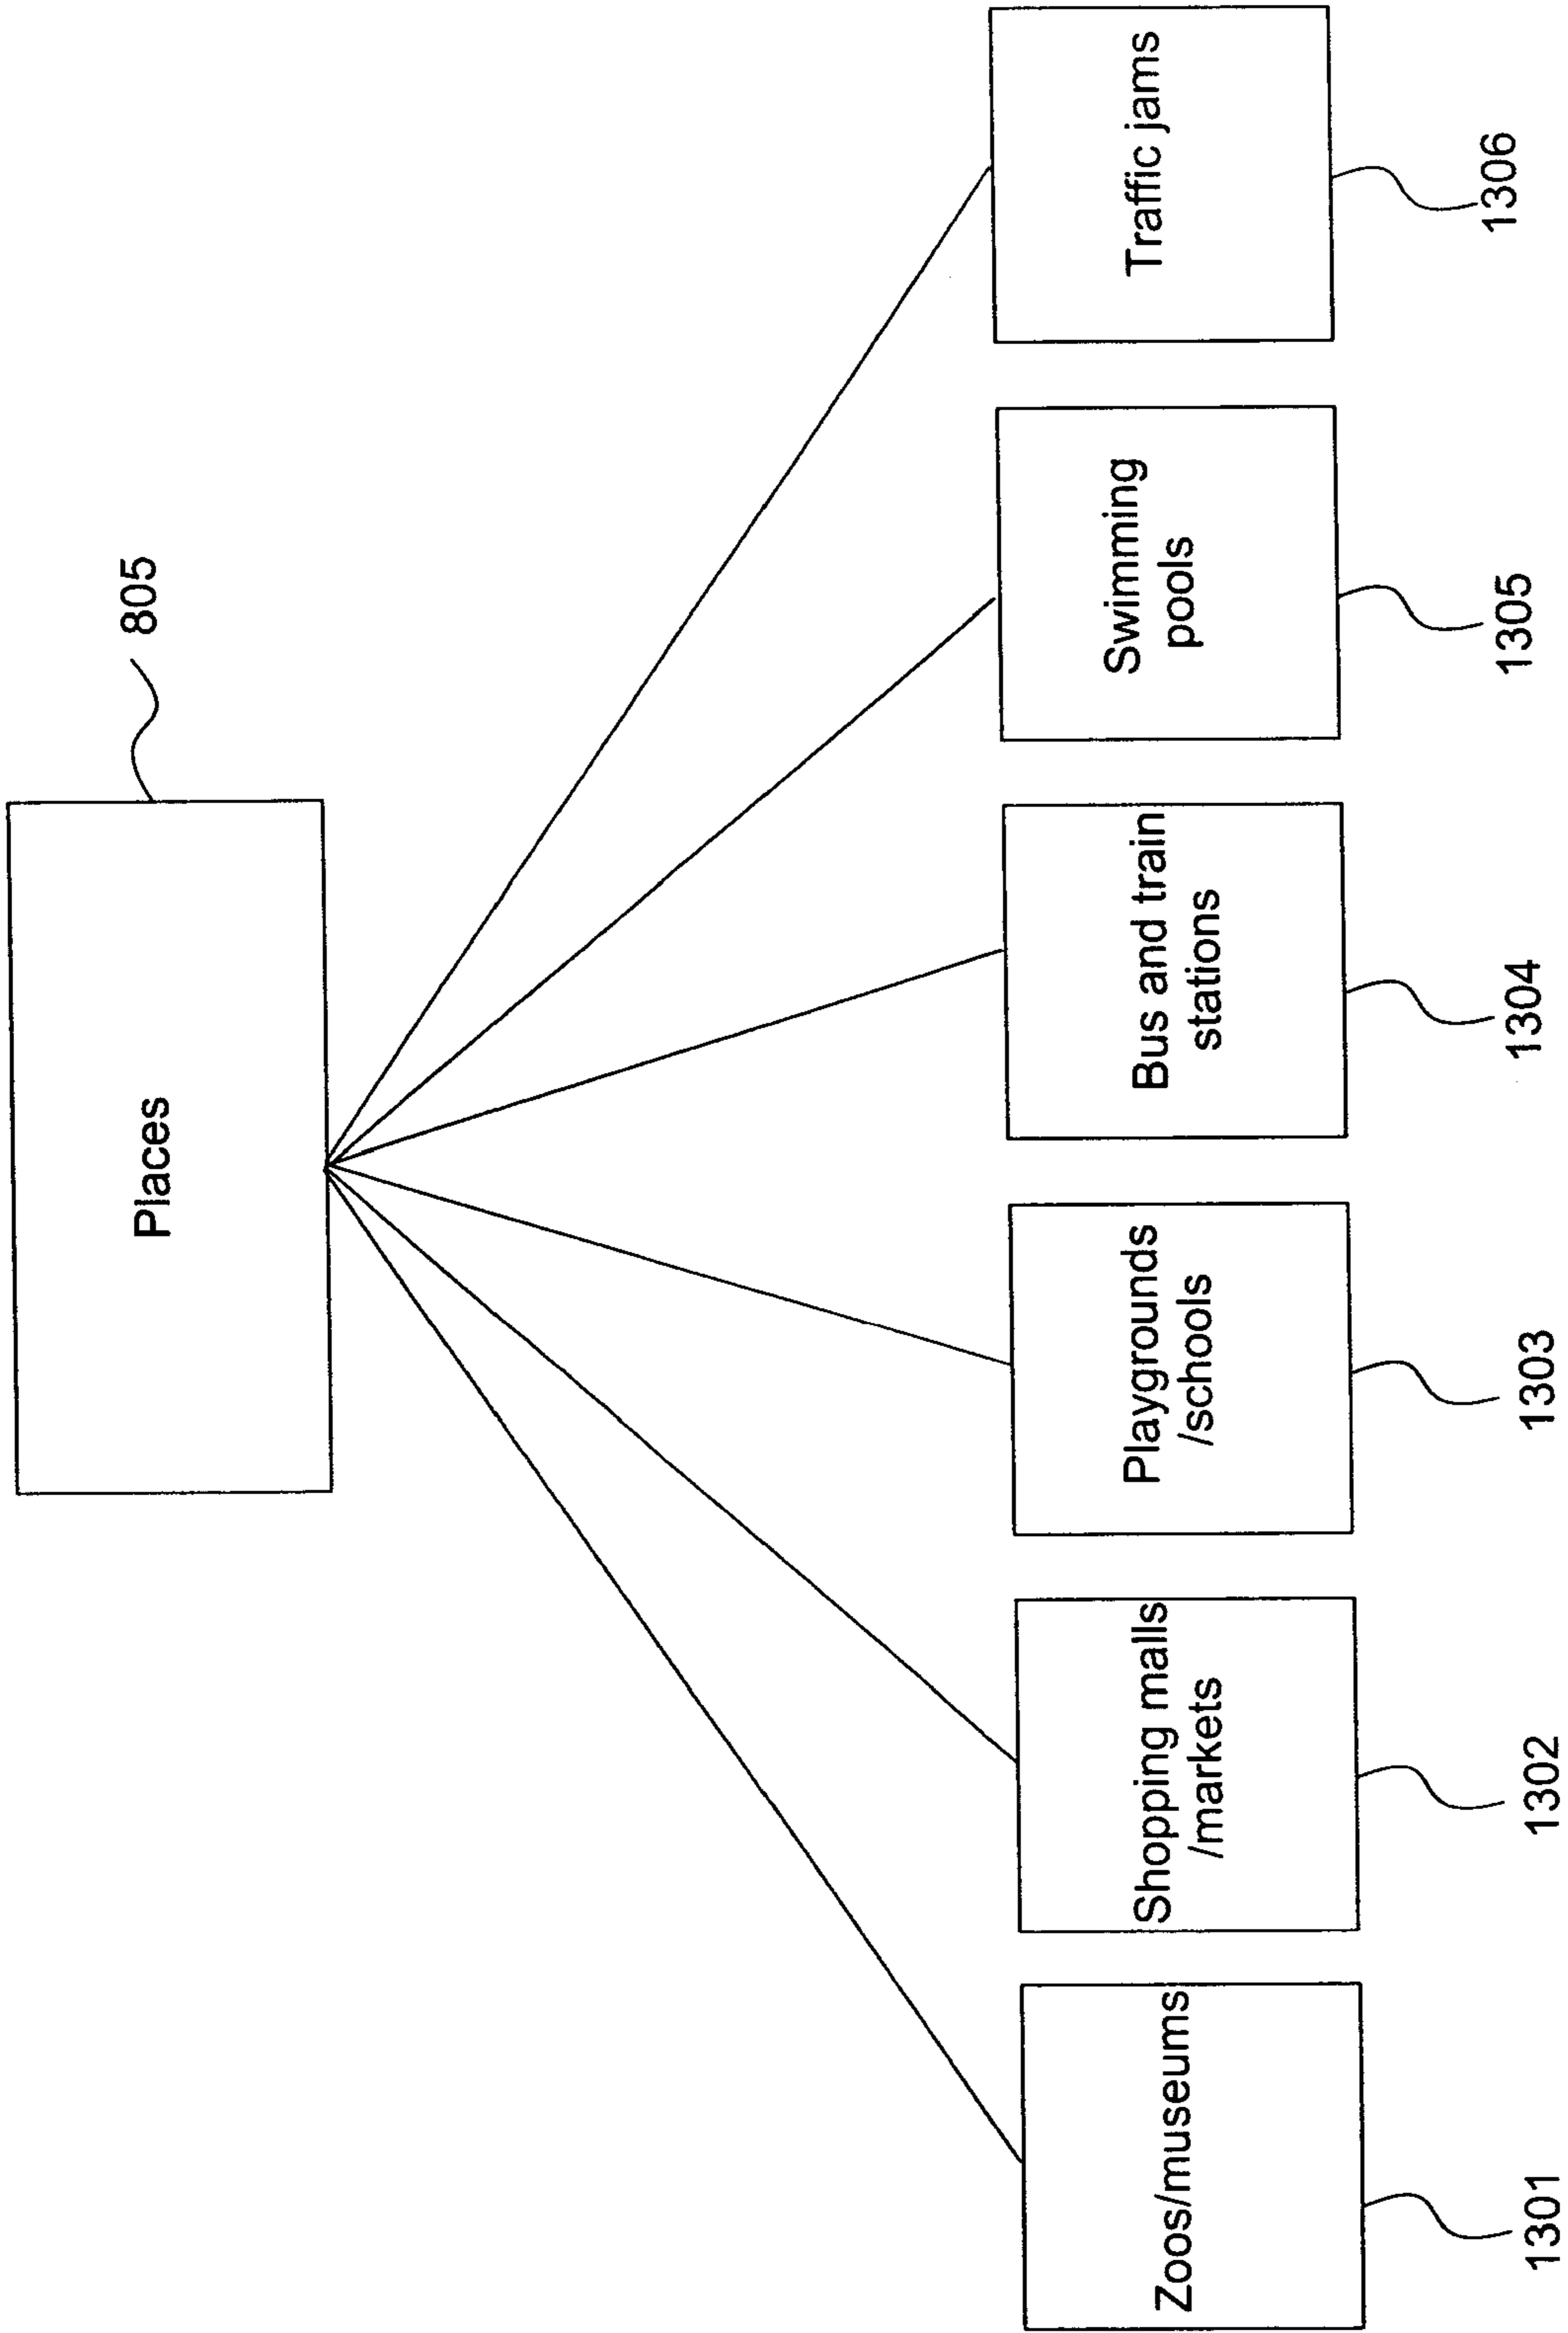 Places
805
Zoos/museums
Shopping malls
/markets
Playgrounds
/schools
Bus and train
stations
Swimming
pools
Traffic jams
1301
1302
1303
1304
1305
1306